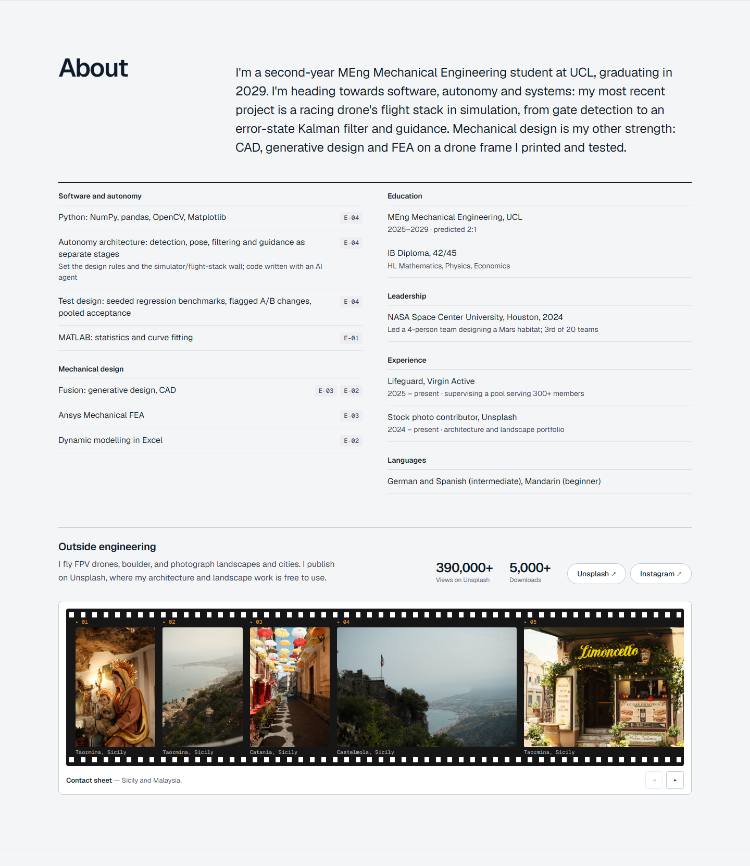 About
I'm a second-year MEng Mechanical Engineering student at UCL, graduating in
2029. I'm heading towards software, autonomy and systems: my most recent
project is a racing drone's flight stack in simulation, from gate detection to an
error-state Kalman filter and guidance. Mechanical design is my other strength:
CAD, generative design and FEA on a drone frame I printed and tested.
Software and autonomy
Python: NumPy, pandas, OpenCV, Matplotlib E-04
Autonomy architecture: detection, pose, filtering and guidance as E-04
separate stages
Set the design rules and the simulator/flight-stack wall; code written with an AI
agent
Test design: seeded regression benchmarks, flagged A/B changes, E-04
pooled acceptance
MATLAB: statistics and curve fitting E-01
Mechanical design
Fusion: generative design, CAD E-03 E-02
Ansys Mechanical FEA E-03
Dynamic modelling in Excel E-02
Education
MEng Mechanical Engineering, UCL
2025–2029 · predicted 2:1
IB Diploma, 42/45
HL Mathematics, Physics, Economics
Leadership
NASA Space Center University, Houston, 2024
Led a 4-person team designing a Mars habitat; 3rd of 20 teams
Experience
Lifeguard, Virgin Active
2025 – present · supervising a pool serving 300+ members
Stock photo contributor, Unsplash
2024 – present · architecture and landscape portfolio
Languages
German and Spanish (intermediate), Mandarin (beginner)
Outside engineering
I fly FPV drones, boulder, and photograph landscapes and cities. I publish
on Unsplash, where my architecture and landscape work is free to use.
390,000+ 5,000+
Views on Unsplash Downloads
Unsplash ↗ Instagram ↗
01 02 03 04 05
Limoncello
Taormina, Sicily Taormina, Sicily Catania, Sicily Castelmola, Sicily Taormina, Sicily
Contact sheet — Sicily and Malaysia.